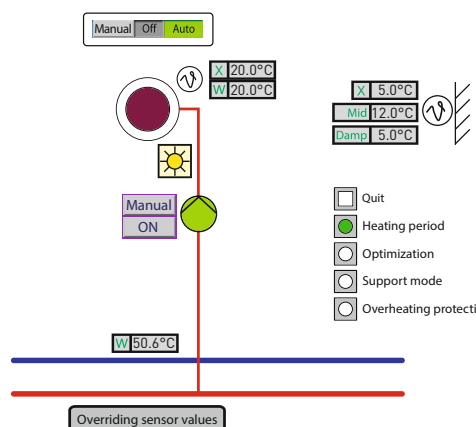 Manual Off Auto
X 20.0°C
W 20.0°C
X 5.0°C
Mid 12.0°C
Damp 5.0°C
Manual
ON
Quit
Heating period
Optimization
Support mode
Overheating protecti
W 50.6°C
Overriding sensor values